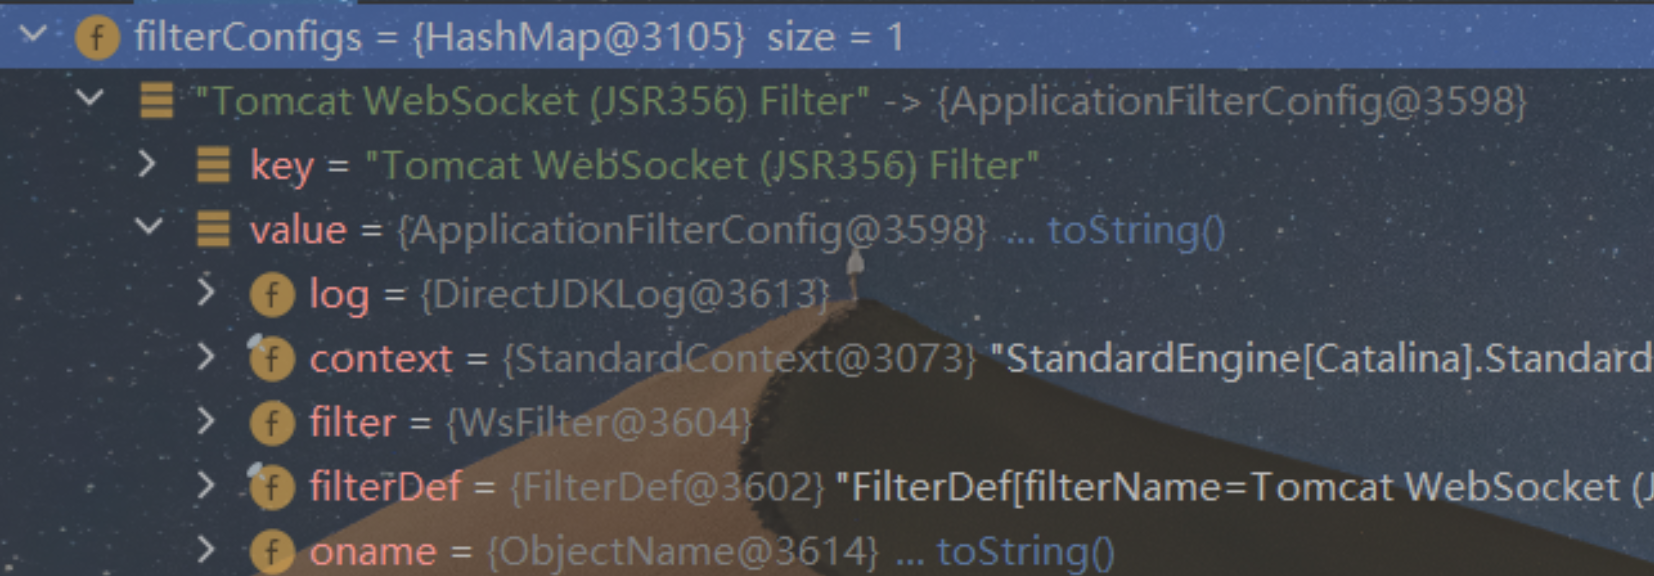 filterConfigs = {HashMap@3105} size = 1
"Tomcat WebSocket (JSR356) Filter" -> {ApplicationFilterConfig@3598}
key = "Tomcat WebSocket (JSR356) Filter"
value = {ApplicationFilterConfig@3598} ... toString()
log = {DirectJDKLog@3613}
context = {StandardContext@3073} "StandardEngine[Catalina].Standard
filter = {WsFilter@3604}
filterDef = {FilterDef@3602} "FilterDef[filterName=Tomcat WebSocket (J
oname = {ObjectName@3614} ... toString()